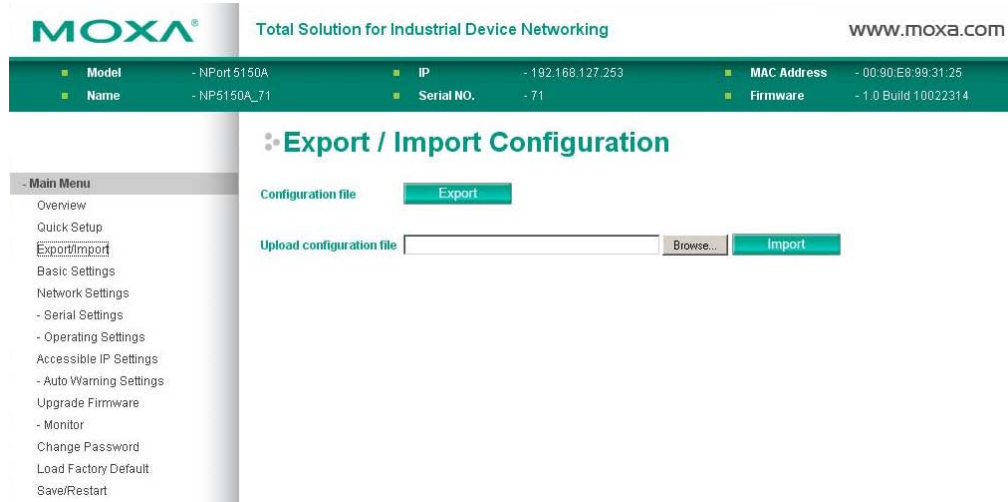 MOXA®
Total Solution for Industrial Device Networking
www.moxa.com
Model - NPort 5150A IP - 192.168.127.253 MAC Address - 00:90:E8:99:31:25
Name - NP5150A_71 Serial NO. - 71 Firmware - 1.0 Build 10022314
Export / Import Configuration
- Main Menu
Overview
Quick Setup
Export/Import
Basic Settings
Network Settings
- Serial Settings
- Operating Settings
Accessible IP Settings
- Auto Warning Settings
Upgrade Firmware
- Monitor
Change Password
Load Factory Default
Save/Restart
Configuration file Export
Upload configuration file Browse... Import